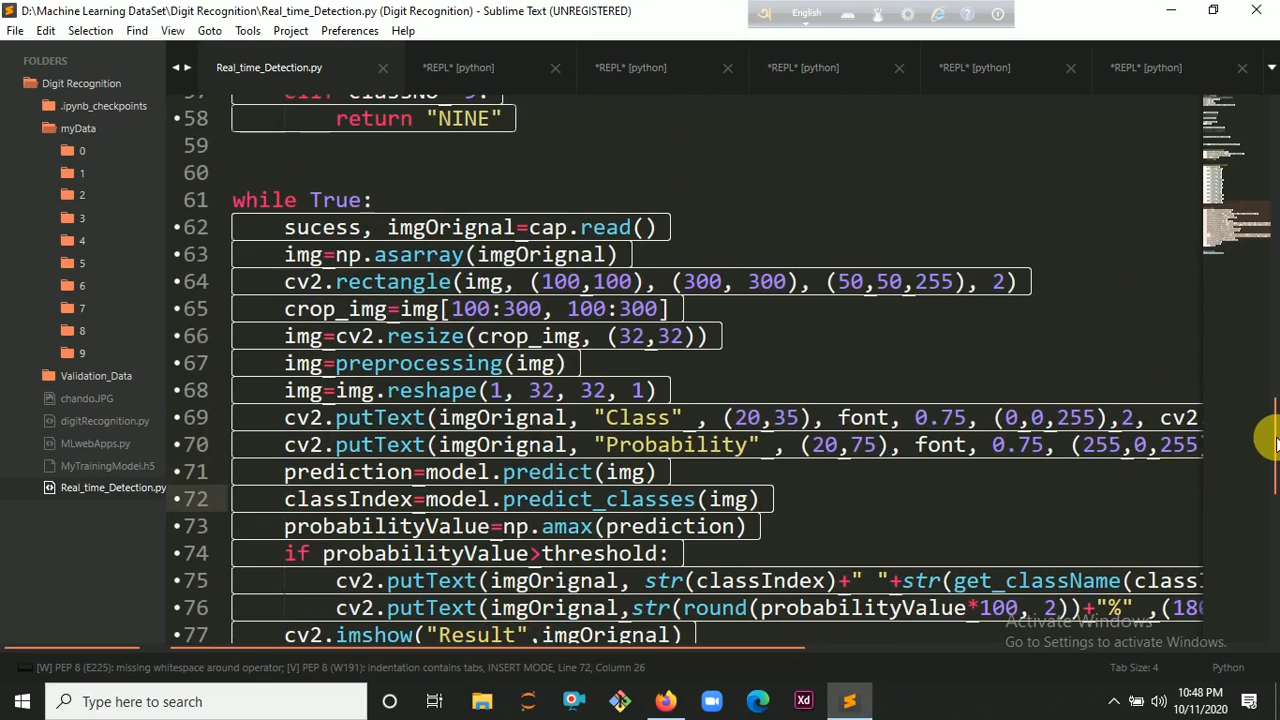 D:\Machine Learning DataSet\Digit Recognition\Real_time_Detection.py (Digit Recognition) - Sublime Text (UNREGISTERED)
English
File Edit Selection Find View Goto Tools Project Preferences Help
FOLDERS
Digit Recognition
.ipynb_checkpoints
myData
0
1
2
3
4
5
6
7
8
9
Validation_Data
chando.JPG
digitRecognition.py
MLwebApps.py
MyTrainingModel.h5
Real_time_Detection.py
Real_time_Detection.py *REPL* [python] *REPL* [python] *REPL* [python] *REPL* [python] *REPL* [python]
58 return "NINE"
59
60
61 while True:
62 sucess, imgOrignal=cap.read()
63 img=np.asarray(imgOrignal)
64 cv2.rectangle(img, (100,100), (300, 300), (50,50,255), 2)
65 crop_img=img[100:300, 100:300]
66 img=cv2.resize(crop_img, (32,32))
67 img=preprocessing(img)
68 img=img.reshape(1, 32, 32, 1)
69 cv2.putText(imgOrignal, "Class" , (20,35), font, 0.75, (0,0,255),2, cv2
70 cv2.putText(imgOrignal, "Probability" , (20,75), font, 0.75, (255,0,255)
71 prediction=model.predict(img)
72 classIndex=model.predict_classes(img)
73 probabilityValue=np.amax(prediction)
74 if probabilityValue>threshold:
75 cv2.putText(imgOrignal, str(classIndex)+" "+str(get_className(classI
76 cv2.putText(imgOrignal,str(round(probabilityValue*100, 2))+"%" ,(180
77 cv2.imshow("Result",imgOrignal)
Activate Windows
Go to Settings to activate Windows.
[W] PEP 8 (E225): missing whitespace around operator; [V] PEP 8 (W191): indentation contains tabs, INSERT MODE, Line 72, Column 26 Tab Size: 4 Python
Type here to search
Xd
10:48 PM
10/11/2020